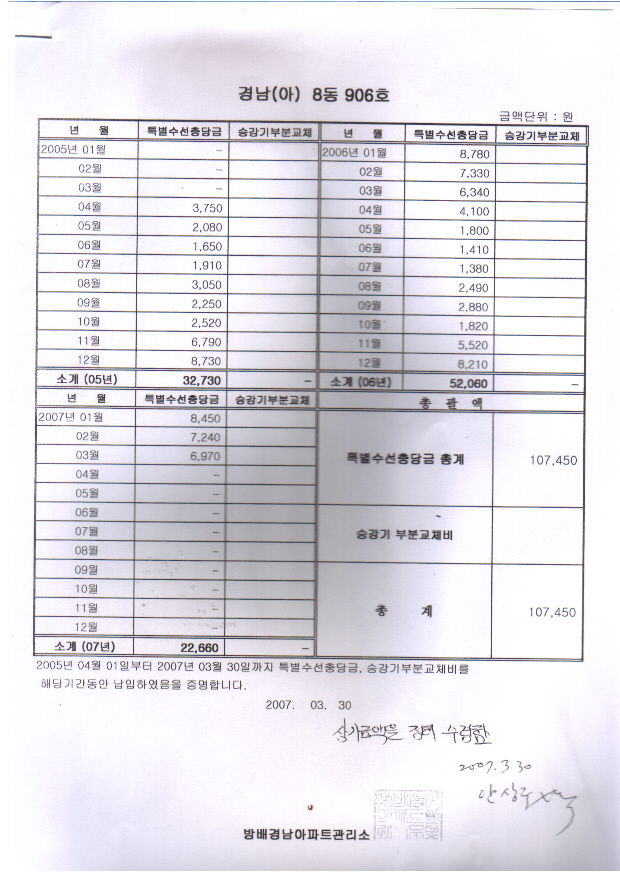 경남(아) 8동 906호
금액단위 : 원
년 월 특별수선충당금 승강기부분교체 년 월 특별수선충당금 승강기부분교체
2005년 01월 – 2006년 01월 8,780
02월 – 02월 7,330
03월 – 03월 6,340
04월 3,750 04월 4,100
05월 2,080 05월 1,800
06월 1,650 06월 1,410
07월 1,910 07월 1,380
08월 3,050 08월 2,490
09월 2,250 09월 2,880
10월 2,520 10월 1,820
11월 6,790 11월 5,520
12월 8,730 12월 8,210
소계 (05년) 32,730 – 소계 (06년) 52,060 –
년 월 특별수선충당금 승강기부분교체 총 괄 액
2007년 01월 8,450
02월 7,240
03월 6,970 특별수선충당금 총계 107,450
04월 –
05월 –
06월 –
07월 – 승강기 부분교체비
08월 –
09월 –
10월 –
11월 – 총 계 107,450
12월 –
소계 (07년) 22,660 –
2005년 04월 01일부터 2007년 03월 30일까지 특별수선충당금, 승강기부분교체비를
해당기간동안 납입하였음을 증명합니다.
2007. 03. 30
상기금액을 정히 수령함
2007. 3. 30
안상
방배경남아파트관리소